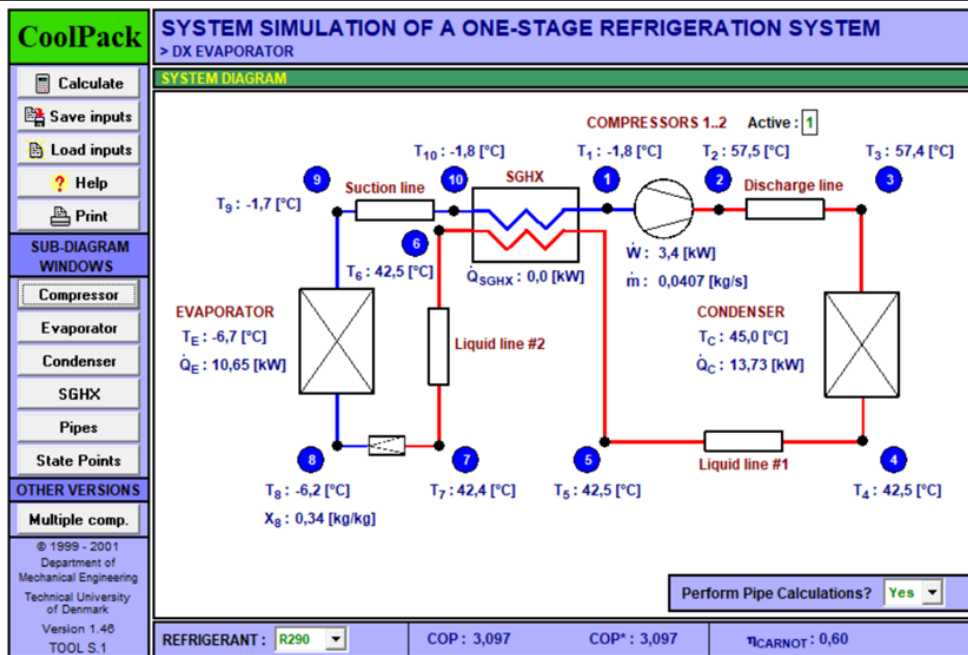 CoolPack
SYSTEM SIMULATION OF A ONE-STAGE REFRIGERATION SYSTEM
> DX EVAPORATOR
Calculate
Save inputs
Load inputs
? Help
Print
SUB-DIAGRAM
WINDOWS
Compressor
Evaporator
Condenser
SGHX
Pipes
State Points
OTHER VERSIONS
Multiple comp.
© 1999 - 2001
Department of
Mechanical Engineering
Technical University
of Denmark
Version 1.46
TOOL S.1
SYSTEM DIAGRAM
COMPRESSORS 1..2 Active : 1
T10 : -1,8 [°C]
T1 : -1,8 [°C]
T2 : 57,5 [°C]
T3 : 57,4 [°C]
9
Suction line
10
SGHX
1
2
Discharge line
3
T9 : -1,7 [°C]
6
T6 : 42,5 [°C]
Q̇SGHX : 0,0 [kW]
Ẇ : 3,4 [kW]
ṁ : 0,0407 [kg/s]
EVAPORATOR
TE : -6,7 [°C]
Q̇E : 10,65 [kW]
Liquid line #2
CONDENSER
TC : 45,0 [°C]
Q̇C : 13,73 [kW]
8
7
5
Liquid line #1
4
T8 : -6,2 [°C]
X8 : 0,34 [kg/kg]
T7 : 42,4 [°C]
T5 : 42,5 [°C]
T4 : 42,5 [°C]
Perform Pipe Calculations? Yes
REFRIGERANT : R290
COP : 3,097
COP* : 3,097
ηCARNOT : 0,60